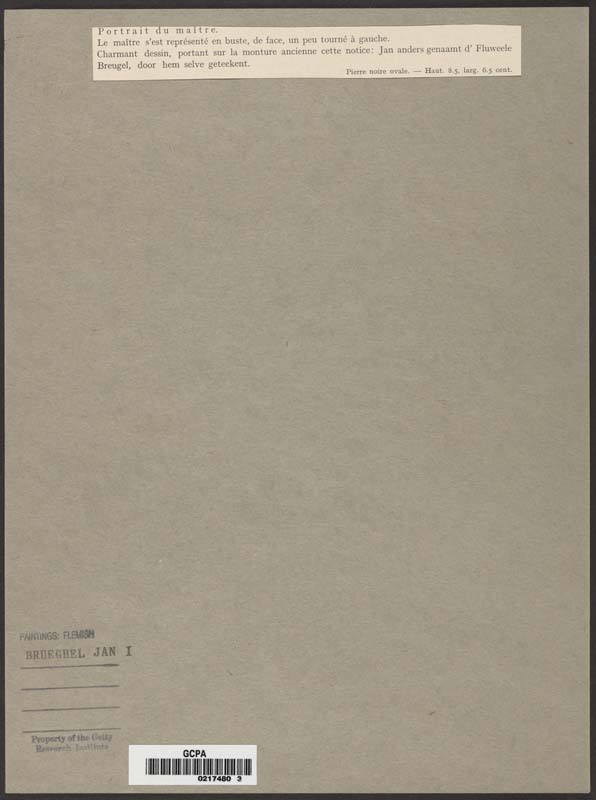 Portrait du maître.
Le maître s'est représenté en buste, de face, un peu tourné à gauche.
Charmant dessin, portant sur la monture ancienne cette notice: Jan anders genaamt d' Fluweele
Breugel, door hem selve geteekent.
Pierre noire ovale. — Haut. 8.5, larg. 6.5 cent.
PAINTINGS: FLEMISH
BRUEGHEL JAN I
Property of the Getty
Research Institute
GCPA
0217480 3